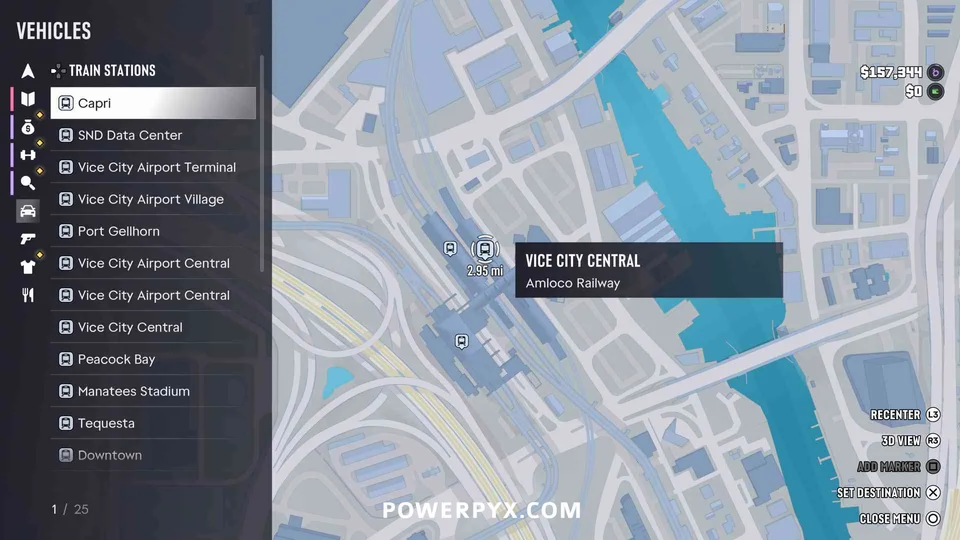 VEHICLES
TRAIN STATIONS
Capri
SND Data Center
Vice City Airport Terminal
Vice City Airport Village
Port Gellhorn
Vice City Airport Central
Vice City Airport Central
Vice City Central
Peacock Bay
Manatees Stadium
Tequesta
Downtown
1 / 25
2.95 mi
VICE CITY CENTRAL
Amloco Railway
$157,344
$0
RECENTER L3
3D VIEW R3
ADD MARKER
SET DESTINATION
CLOSE MENU
POWERPYX.COM